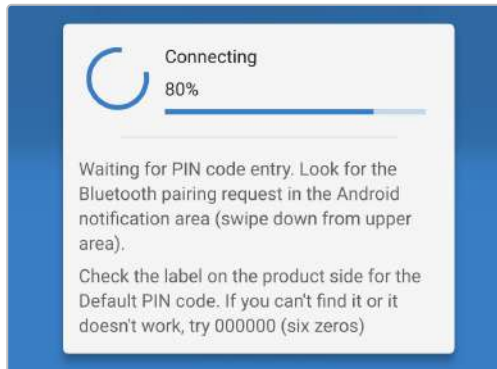 Connecting
80%
Waiting for PIN code entry. Look for the
Bluetooth pairing request in the Android
notification area (swipe down from upper
area).
Check the label on the product side for the
Default PIN code. If you can't find it or it
doesn't work, try 000000 (six zeros)